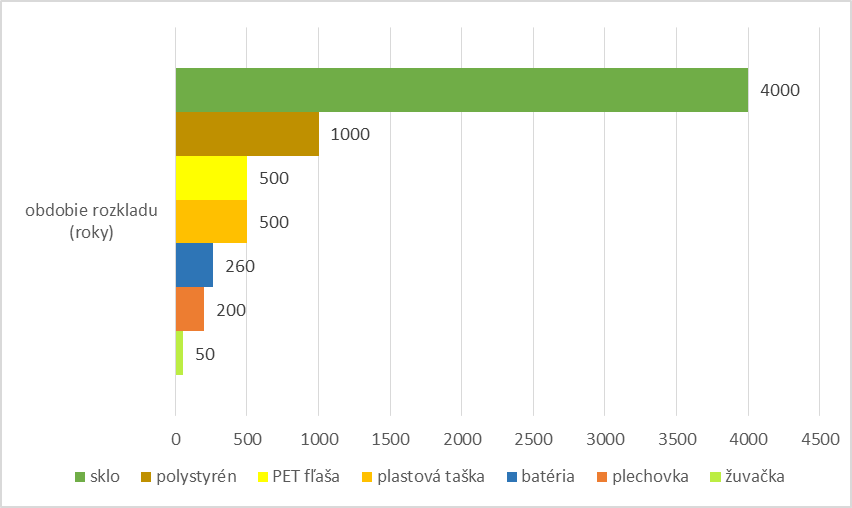 4000
1000
500
500
260
200
50
obdobie rozkladu
(roky)
0 500 1000 1500 2000 2500 3000 3500 4000 4500
sklo polystyrén PET fľaša plastová taška batéria plechovka žuvačka